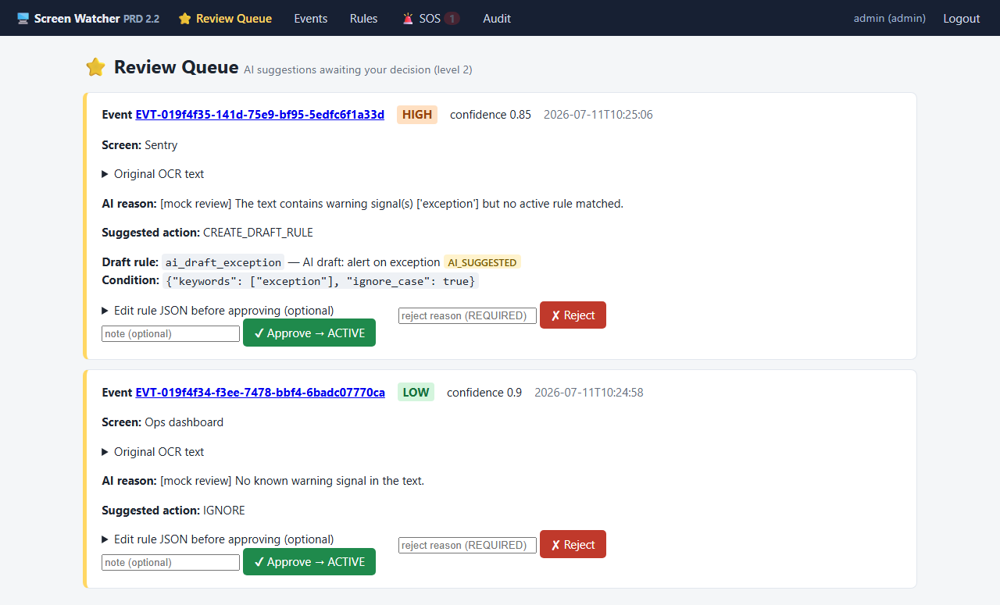 Screen Watcher PRD 2.2 Review Queue Events Rules SOS 1 Audit admin (admin) Logout
Review Queue AI suggestions awaiting your decision (level 2)
Event EVT-019f4f35-141d-75e9-bf95-5edfc6f1a33d HIGH confidence 0.85 2026-07-11T10:25:06
Screen: Sentry
▶ Original OCR text
AI reason: [mock review] The text contains warning signal(s) ['exception'] but no active rule matched.
Suggested action: CREATE_DRAFT_RULE
Draft rule: ai_draft_exception — AI draft: alert on exception AI_SUGGESTED
Condition: {"keywords": ["exception"], "ignore_case": true}
▶ Edit rule JSON before approving (optional)
reject reason (REQUIRED) ✗ Reject
note (optional) ✓ Approve → ACTIVE
Event EVT-019f4f34-f3ee-7478-bbf4-6badc07770ca LOW confidence 0.9 2026-07-11T10:24:58
Screen: Ops dashboard
▶ Original OCR text
AI reason: [mock review] No known warning signal in the text.
Suggested action: IGNORE
▶ Edit rule JSON before approving (optional)
reject reason (REQUIRED) ✗ Reject
note (optional) ✓ Approve → ACTIVE